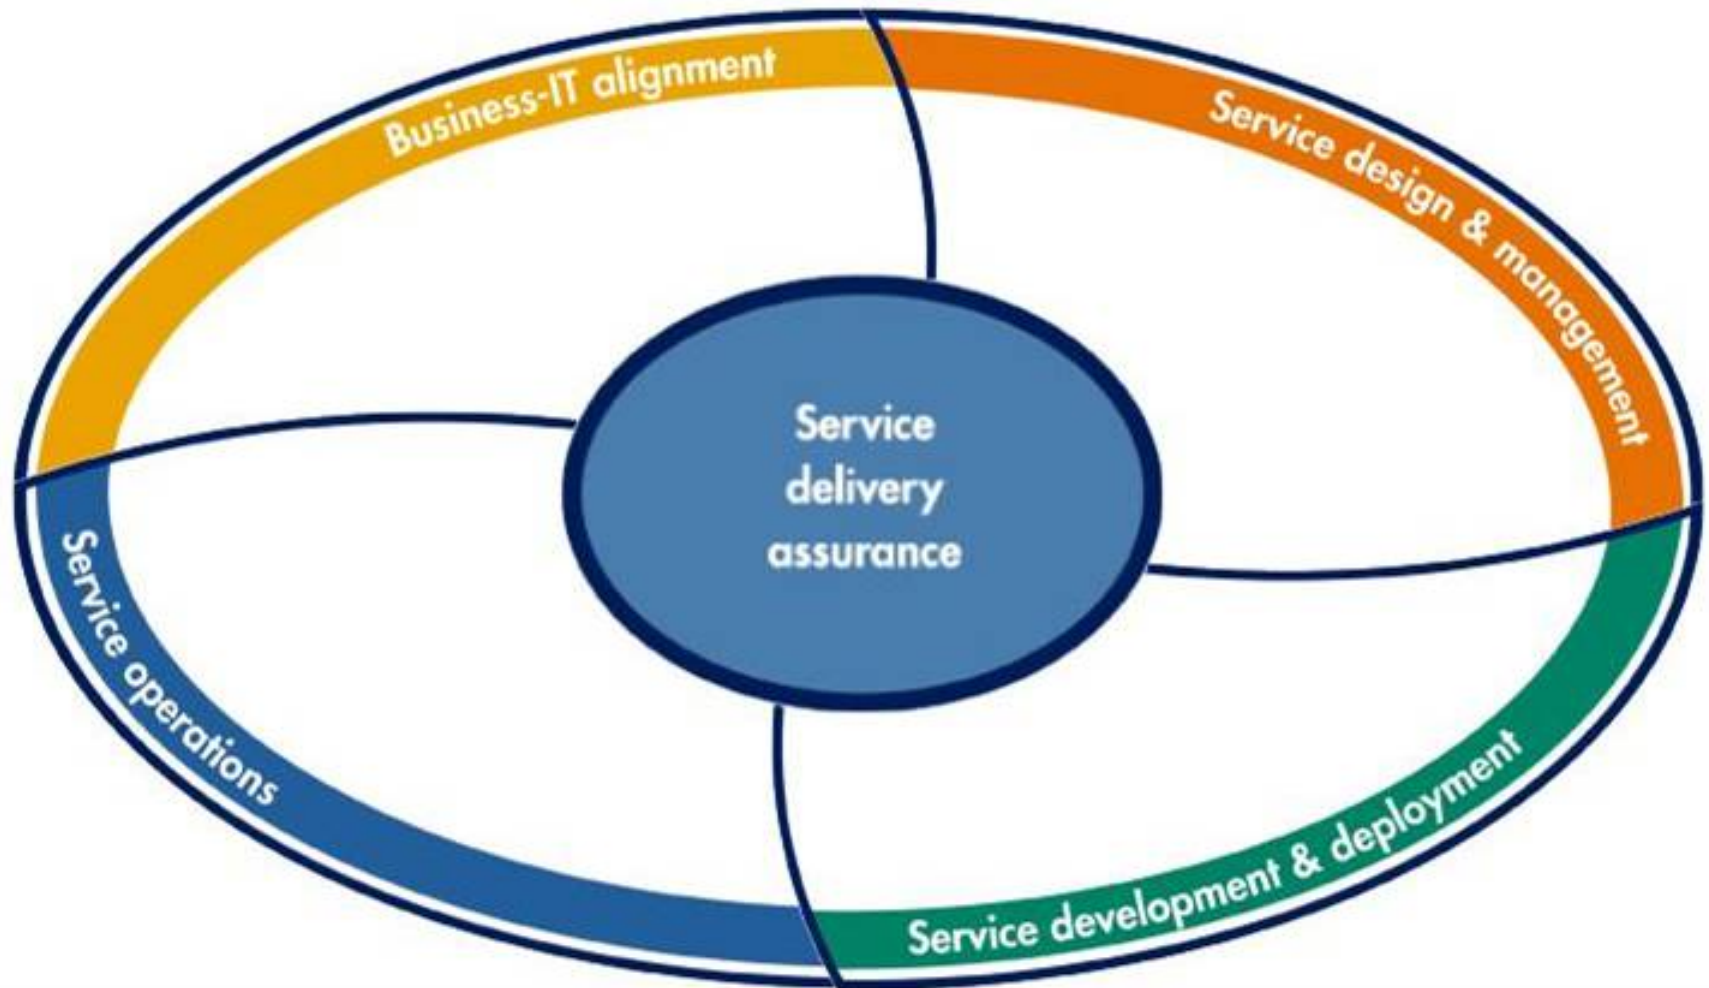 Business-IT alignment
Service design & management
Service
delivery
assurance
Service operations
Service development & deployment